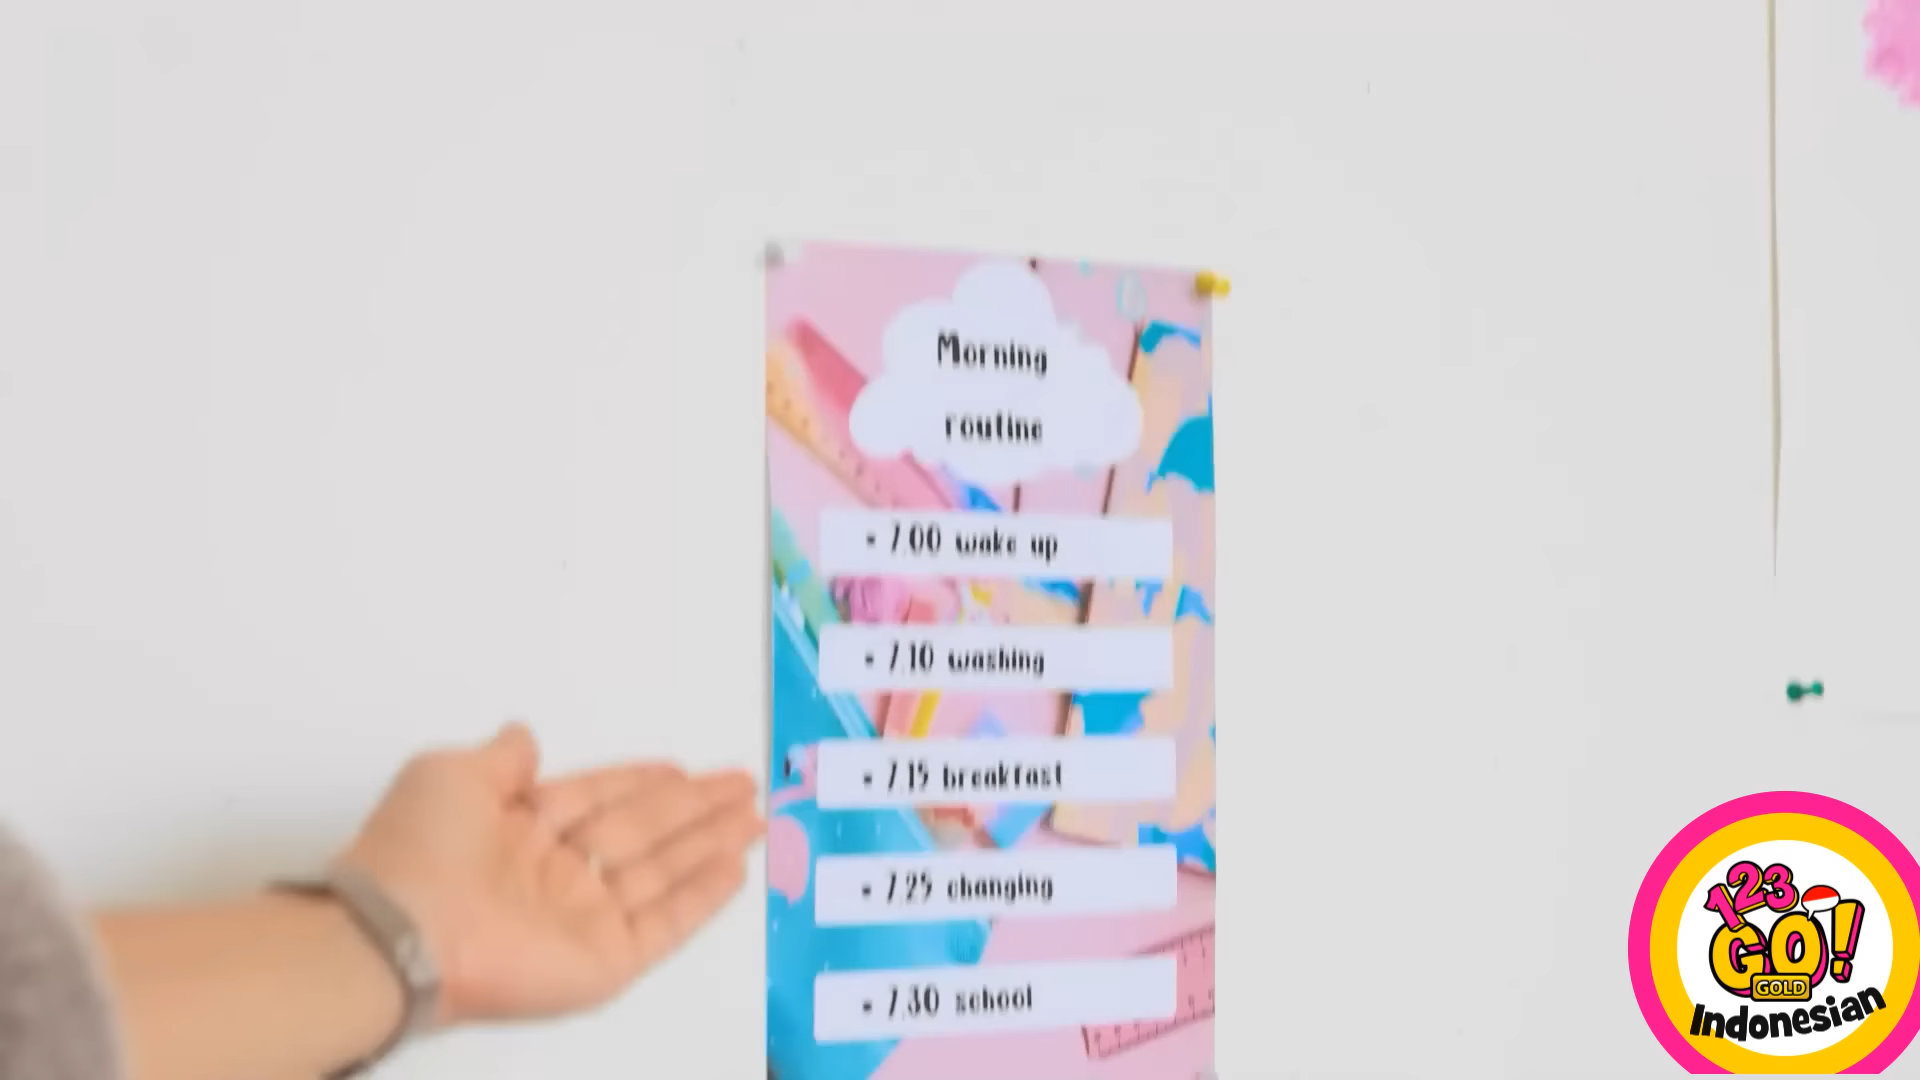 Morning
routine
- 7.00 wake up
- 7.10 washing
- 7.15 breakfast
- 7.25 changing
- 7.30 school
123
GO!
GOLD
Indonesian